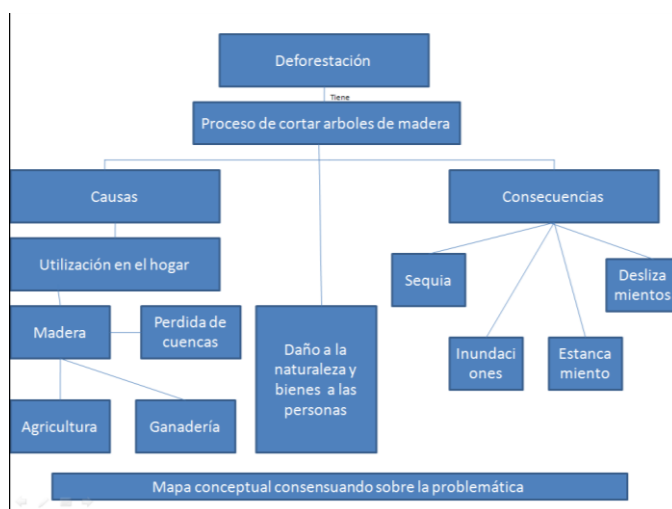 Deforestación
Tiene
Proceso de cortar arboles de madera
Causas
Consecuencias
Utilización en el hogar
Sequia
Desliza
mientos
Madera
Perdida de
cuencas
Daño a la
naturaleza y
bienes a las
personas
Inundaci
ones
Estanca
miento
Agricultura
Ganadería
Mapa conceptual consensuando sobre la problemática